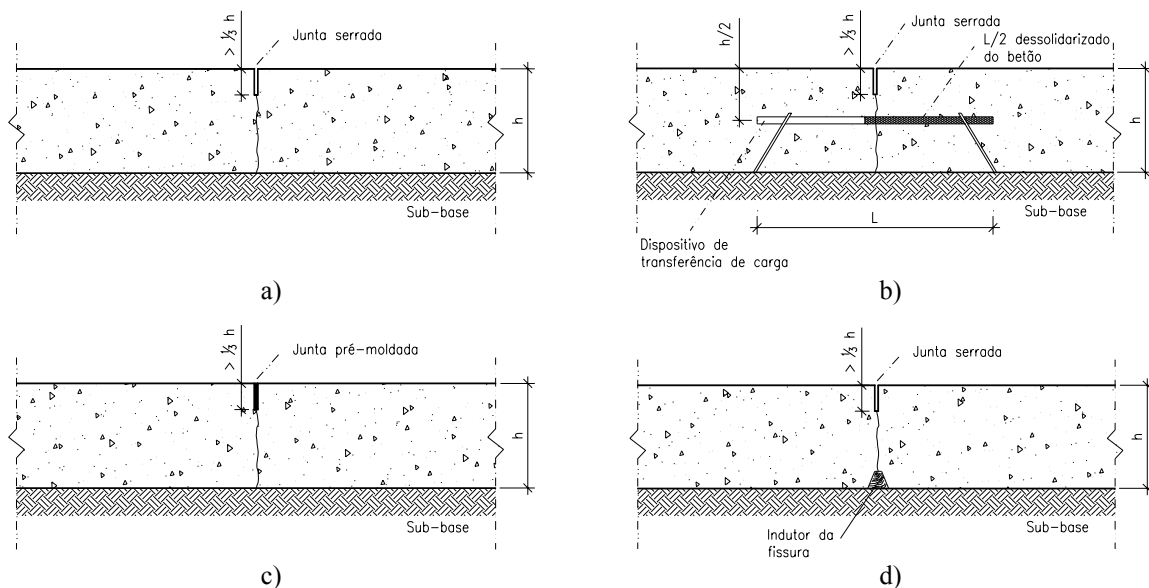 > ⅓ h
Junta serrada
h
Sub-base
a)
h/2
> ⅓ h
Junta serrada
L/2 dessolidarizado
do betão
h
Sub-base
L
Dispositivo de
transferência de carga
b)
> ⅓ h
Junta pré-moldada
h
Sub-base
c)
> ⅓ h
Junta serrada
h
Indutor da
fissura
Sub-base
d)